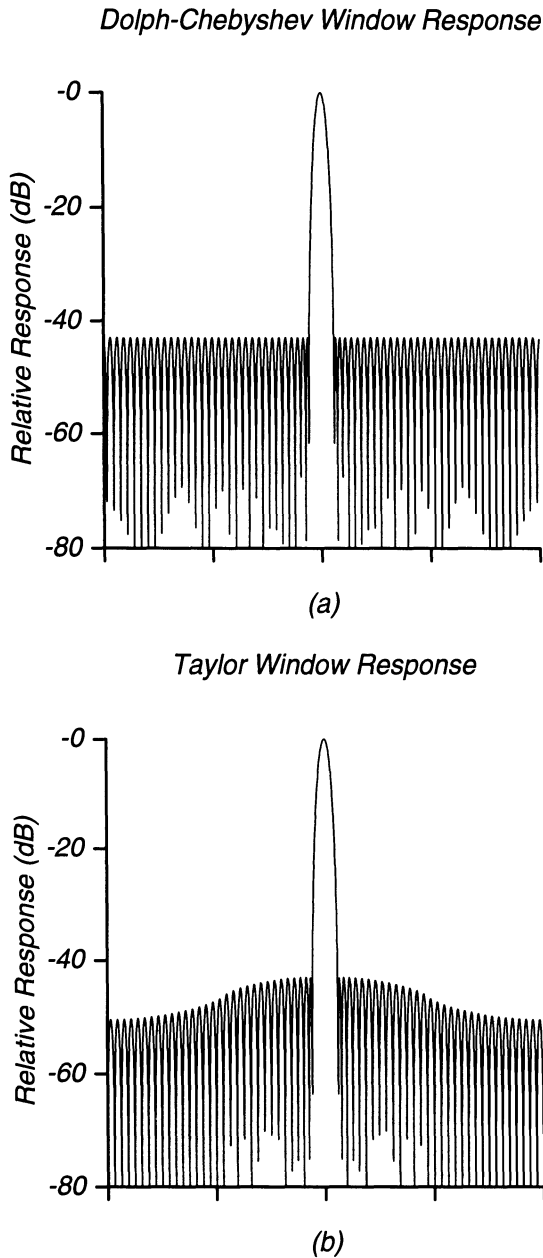 Dolph-Chebyshev Window Response
-0
-20
-40
-60
-80
Relative Response (dB)
(a)
Taylor Window Response
-0
-20
-40
-60
-80
Relative Response (dB)
(b)